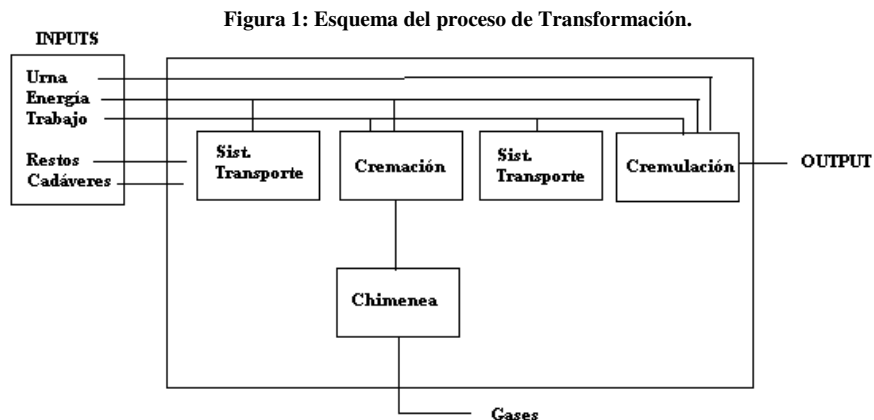 Figura 1: Esquema del proceso de Transformación.
INPUTS
Urna
Energía
Trabajo
Restos
Cadáveres
Sist.
Transporte
Cremación
Sist.
Transporte
Cremulación
OUTPUT
Chimenea
Gases